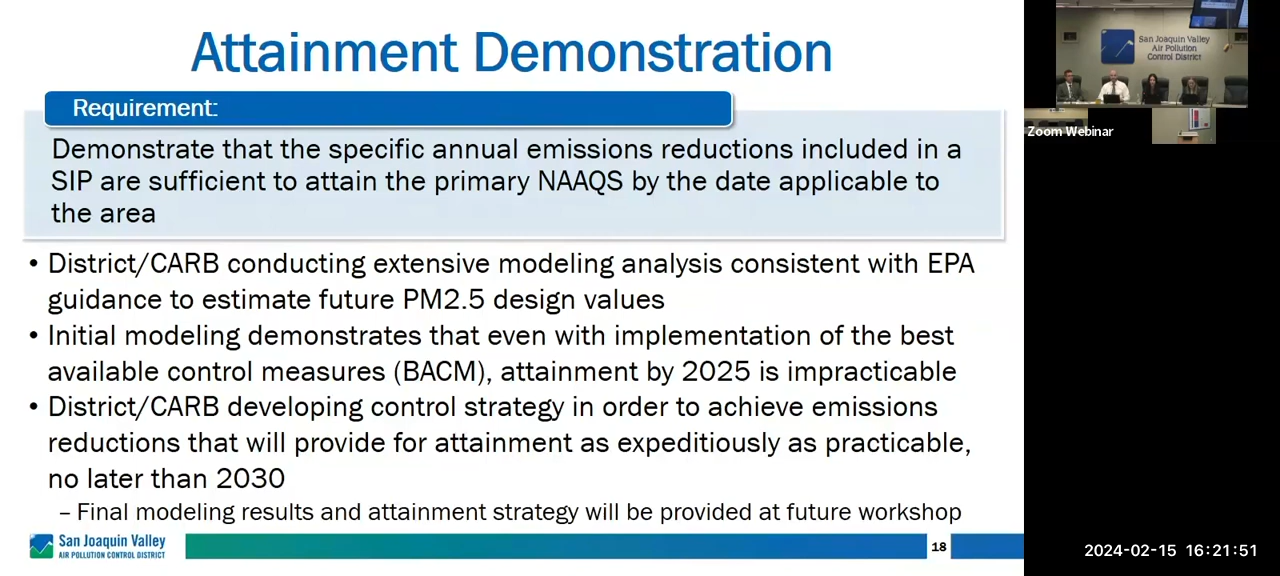 Attainment Demonstration
Requirement:
Demonstrate that the specific annual emissions reductions included in a
SIP are sufficient to attain the primary NAAQS by the date applicable to
the area
• District/CARB conducting extensive modeling analysis consistent with EPA
guidance to estimate future PM2.5 design values
• Initial modeling demonstrates that even with implementation of the best
available control measures (BACM), attainment by 2025 is impracticable
• District/CARB developing control strategy in order to achieve emissions
reductions that will provide for attainment as expeditiously as practicable,
no later than 2030
– Final modeling results and attainment strategy will be provided at future workshop
San Joaquin Valley
AIR POLLUTION CONTROL DISTRICT
18
San Joaquin Valley
Air Pollution
Control District
Zoom Webinar
2024-02-15 16:21:51